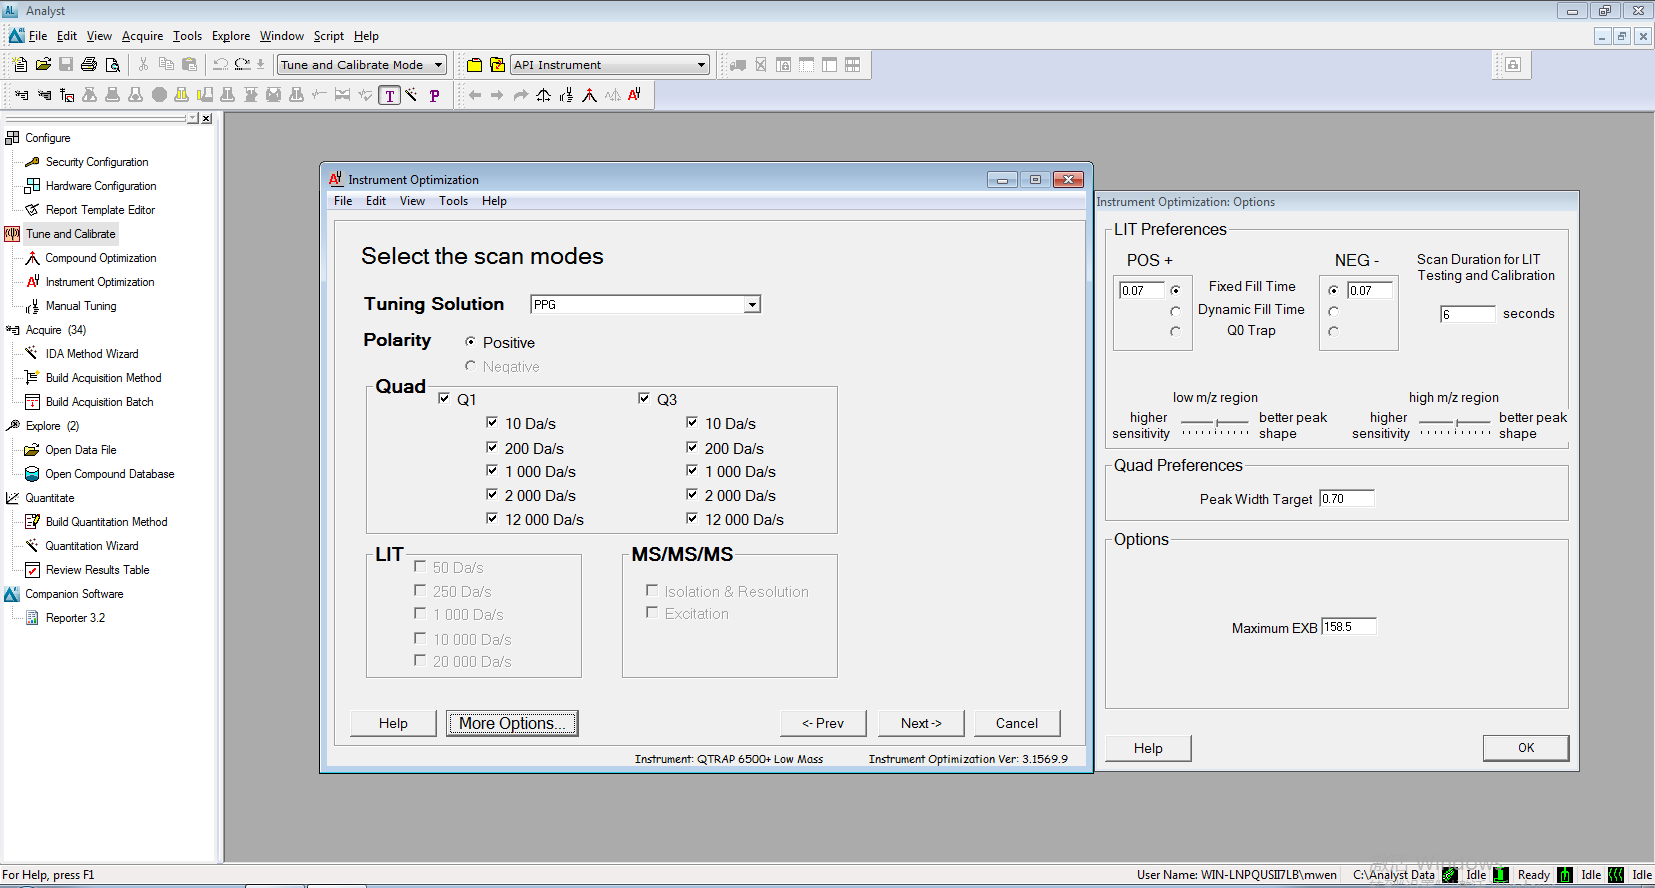 Analyst
File Edit View Acquire Tools Explore Window Script Help
Tune and Calibrate Mode
API Instrument
T P
Configure
Security Configuration
Hardware Configuration
Report Template Editor
Tune and Calibrate
Compound Optimization
Instrument Optimization
Manual Tuning
Acquire (34)
IDA Method Wizard
Build Acquisition Method
Build Acquisition Batch
Explore (2)
Open Data File
Open Compound Database
Quantitate
Build Quantitation Method
Quantitation Wizard
Review Results Table
Companion Software
Reporter 3.2
Instrument Optimization
File Edit View Tools Help
Select the scan modes
Tuning Solution PPG
Polarity Positive
Negative
Quad
Q1 Q3
10 Da/s 10 Da/s
200 Da/s 200 Da/s
1 000 Da/s 1 000 Da/s
2 000 Da/s 2 000 Da/s
12 000 Da/s 12 000 Da/s
LIT
50 Da/s
250 Da/s
1 000 Da/s
10 000 Da/s
20 000 Da/s
MS/MS/MS
Isolation & Resolution
Excitation
Help More Options... <- Prev Next -> Cancel
Instrument: QTRAP 6500+ Low Mass Instrument Optimization Ver: 3.1569.9
Instrument Optimization: Options
LIT Preferences
POS + NEG - Scan Duration for LIT
Testing and Calibration
0.07 Fixed Fill Time 0.07
Dynamic Fill Time
Q0 Trap
6 seconds
low m/z region high m/z region
higher sensitivity better peak shape higher sensitivity better peak shape
Quad Preferences
Peak Width Target 0.70
Options
Maximum EXB 158.5
Help OK
For Help, press F1
User Name: WIN-LNPQUSII7LB\mwen C:\Analyst Data Idle Ready Idle Idle